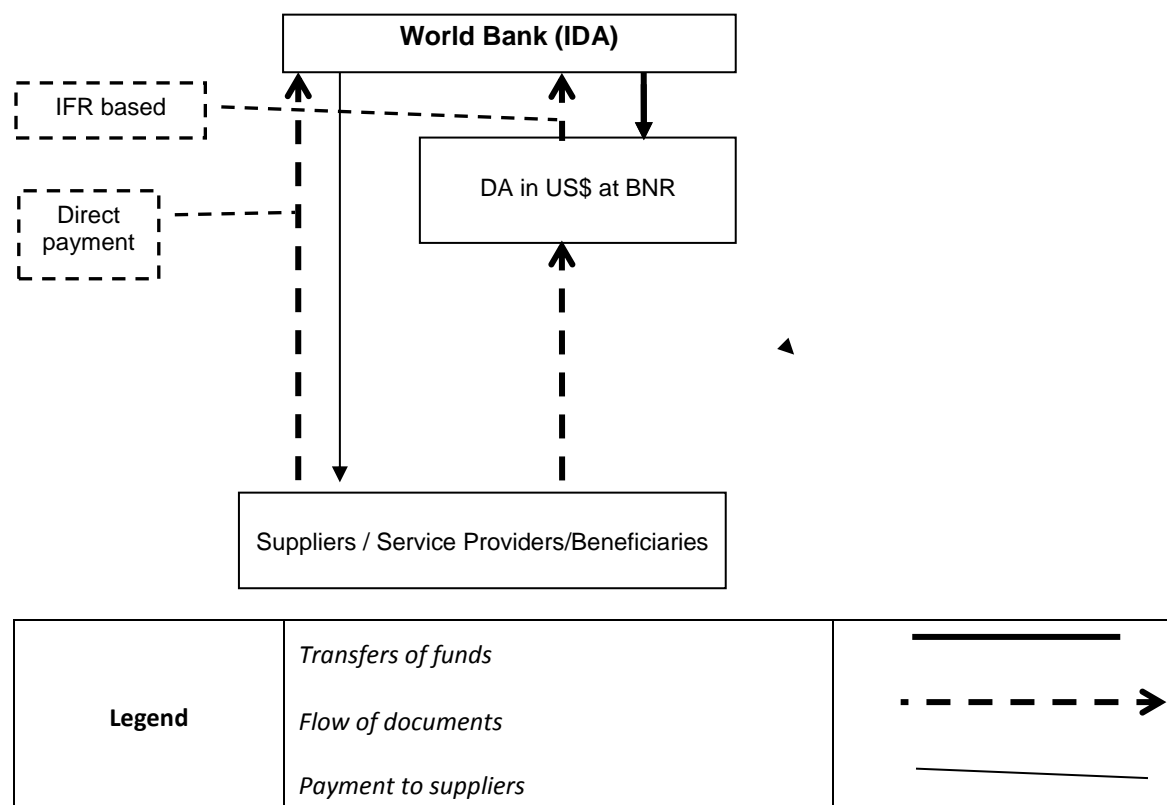 World Bank (IDA)
IFR based
DA in US$ at BNR
Direct
payment
Suppliers / Service Providers/Beneficiaries
Legend
Transfers of funds
Flow of documents
Payment to suppliers